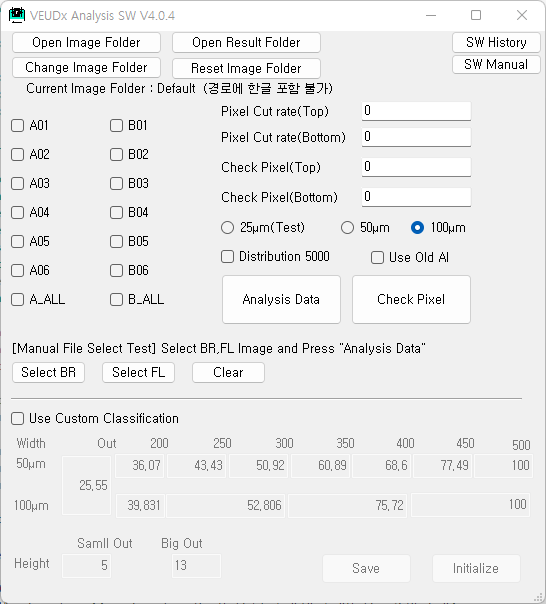 VEUDx Analysis SW V4.0.4
Open Image Folder Open Result Folder SW History
Change Image Folder Reset Image Folder SW Manual
Current Image Folder : Default (경로에 한글 포함 불가)
Pixel Cut rate(Top) 0
A01 B01
Pixel Cut rate(Bottom) 0
A02 B02
Check Pixel(Top) 0
A03 B03
Check Pixel(Bottom) 0
A04 B04
25µm(Test) 50µm 100µm
A05 B05
Distribution 5000 Use Old AI
A06 B06
A_ALL B_ALL
Analysis Data Check Pixel
[Manual File Select Test] Select BR,FL Image and Press "Analysis Data"
Select BR Select FL Clear
Use Custom Classification
Width Out 200 250 300 350 400 450 500
50µm 36,07 43,43 50,92 60,89 68,6 77,49 100
25,55
100µm 39,831 52,806 75,72 100
Samll Out Big Out
Height 5 13
Save Initialize